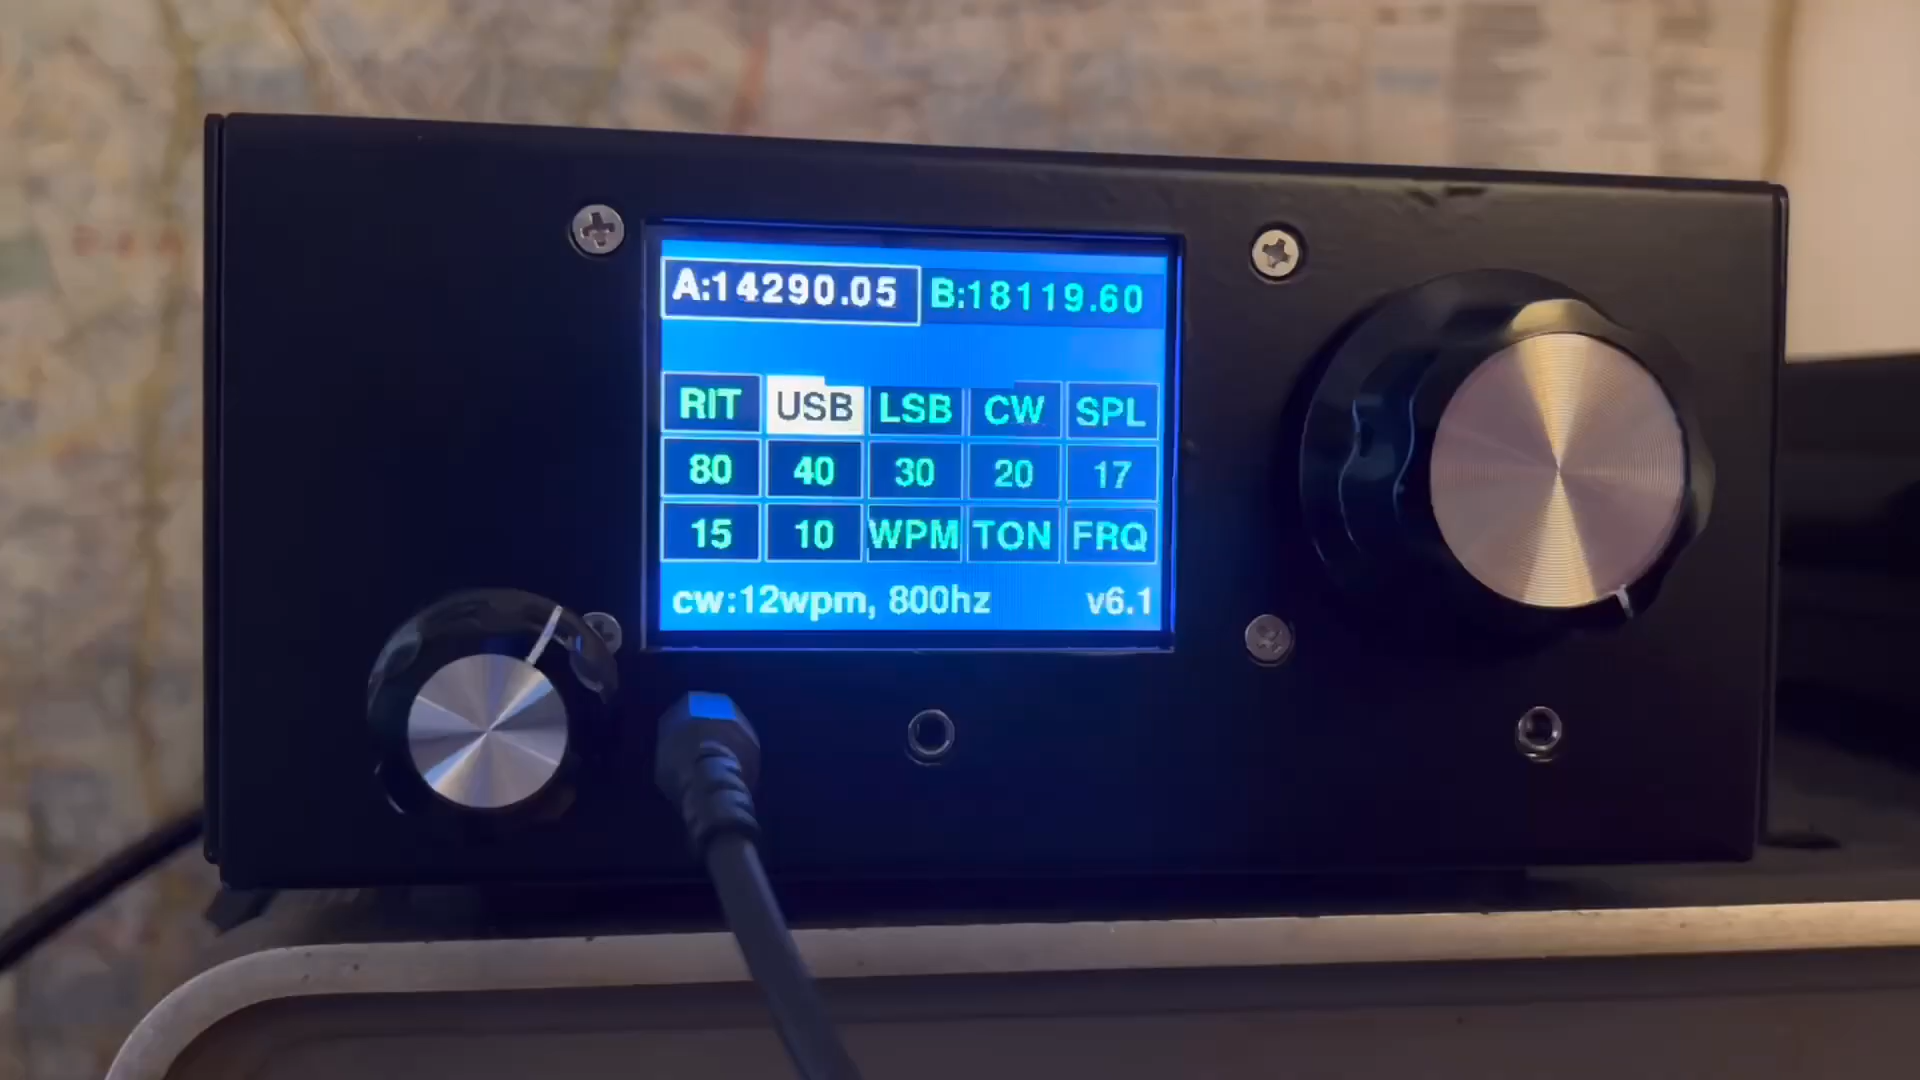 A:14290.05 B:18119.60
RIT USB LSB CW SPL
80 40 30 20 17
15 10 WPM TON FRQ
cw:12wpm, 800hz v6.1